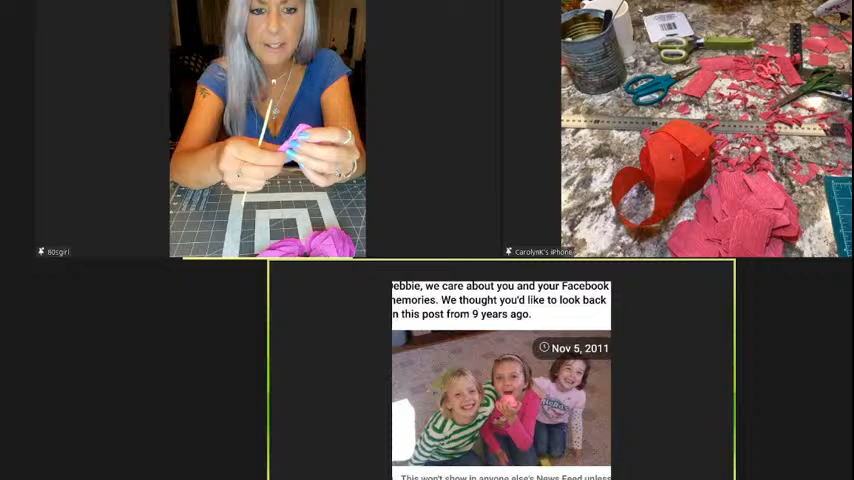 80sgirl
CarolynK's iPhone
ebbie, we care about you and your Facebook
memories. We thought you'd like to look back
n this post from 9 years ago.
Nov 5, 2011
This won't show in anyone else's News Feed unless